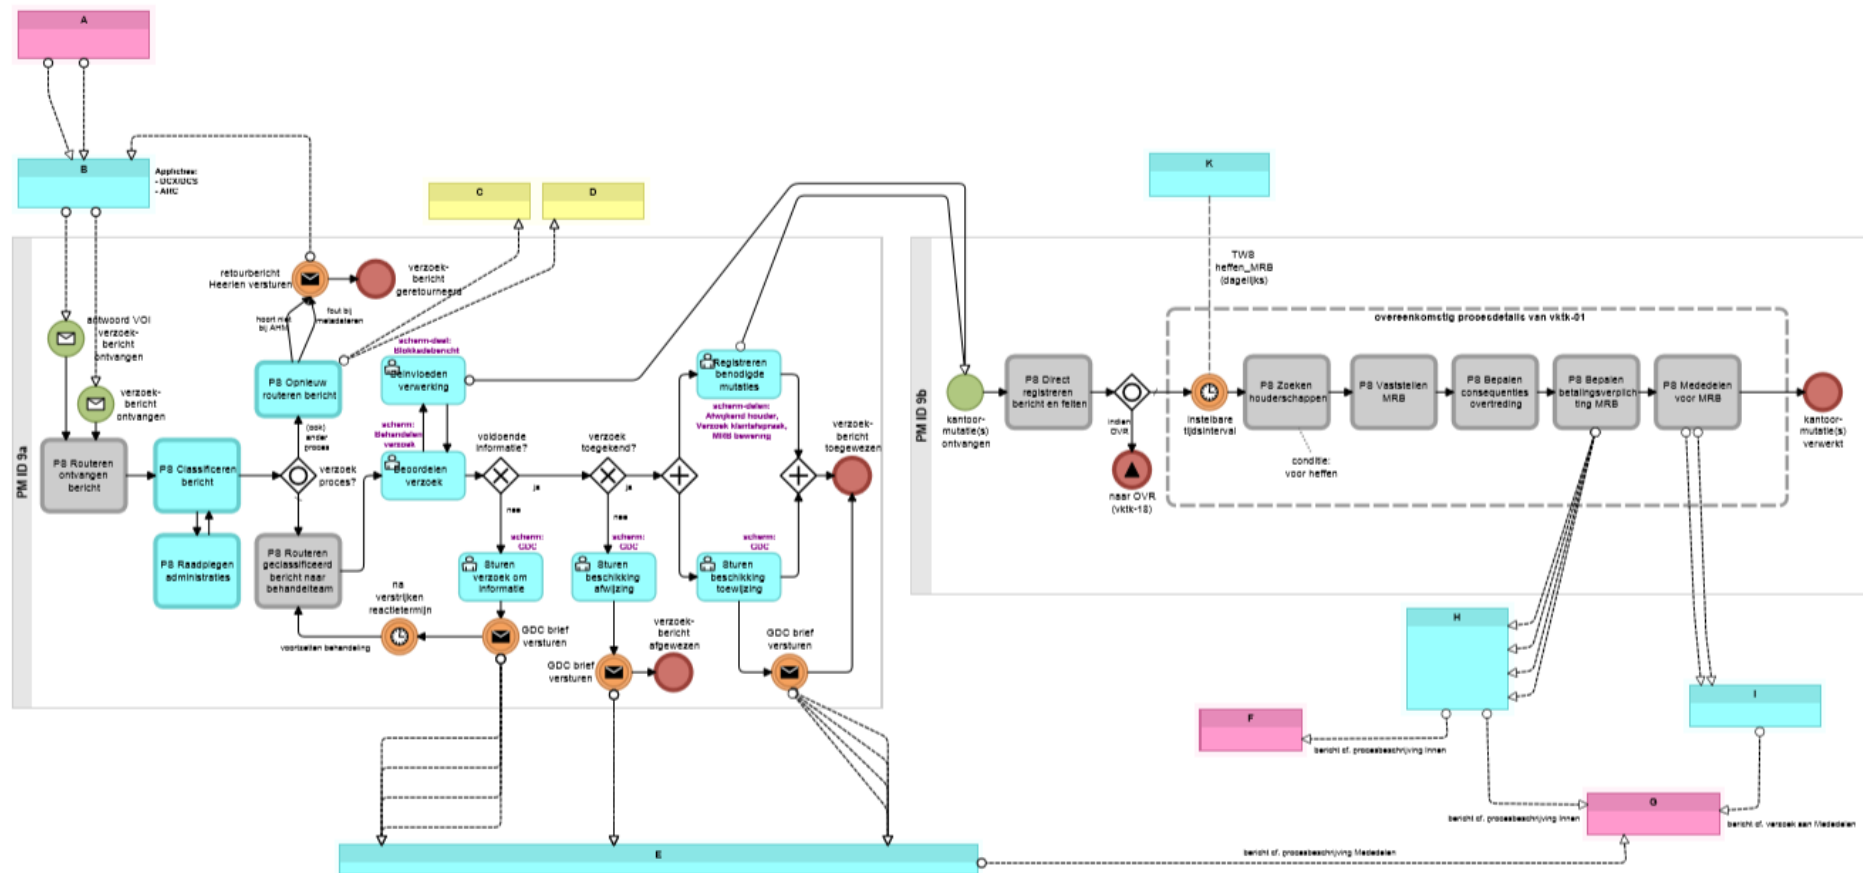 A
B
Applicties:
- DCX/DCS
- ARC
C
D
K
retourbericht
Heerlen versturen
verzoek-
bericht
geretourneerd
hoort niet
bij AHM
fout bij
metadateren
antwoord VOI
verzoek-
bericht
ontvangen
verzoek-
bericht
ontvangen
PM ID 9a
PS Routeren
ontvangen
bericht
PS Classificeren
bericht
PS Raadplegen
administraties
PS Opnieuw
routeren bericht
(ook)
ander
proces
verzoek
proces?
PS Routeren
geclassificeerd
bericht naar
behandelteam
scherm-deel:
Blokkadebericht
Beïnvloeden
verwerking
scherm:
Behandelen
verzoek
Beoordelen
verzoek
voldoende
informatie?
ja
nee
verzoek
toegekend?
ja
nee
scherm:
GDC
Sturen
verzoek om
informatie
scherm:
GDC
Sturen
beschikking
afwijzing
Registreren
benodigde
mutaties
scherm-delen:
Afwijkend houder,
Verzoek klantafspraak,
MRB bewering
scherm:
GDC
Sturen
beschikking
toewijzing
verzoek-
bericht
toegewezen
na
verstrijken
reactietermijn
voortzetten behandeling
GDC brief
versturen
GDC brief
versturen
verzoek-
bericht
afgewezen
GDC brief
versturen
E
PM ID 9b
kantoor-
mutatie(s)
ontvangen
PS Direct
registreren
bericht en feiten
indien
OVR
naar OVR
(vktk-18)
TWS
heffen_MRB
(dagelijks)
overeenkomstig procesdetails van vktk-01
instelbare
tijdsinterval
PS Zoeken
houderschappen
conditie:
voor heffen
PS Vaststellen
MRB
PS Bepalen
consequenties
overtreding
PS Bepalen
betalingsverplich
ting MRB
PS Mededelen
voor MRB
kantoor-
mutatie(s)
verwerkt
H
I
F
bericht cf. procesbeschrijving Innen
G
bericht cf. procesbeschrijving Innen
bericht cf. verzoek aan Mededelen
bericht cf. procesbeschrijving Mededelen